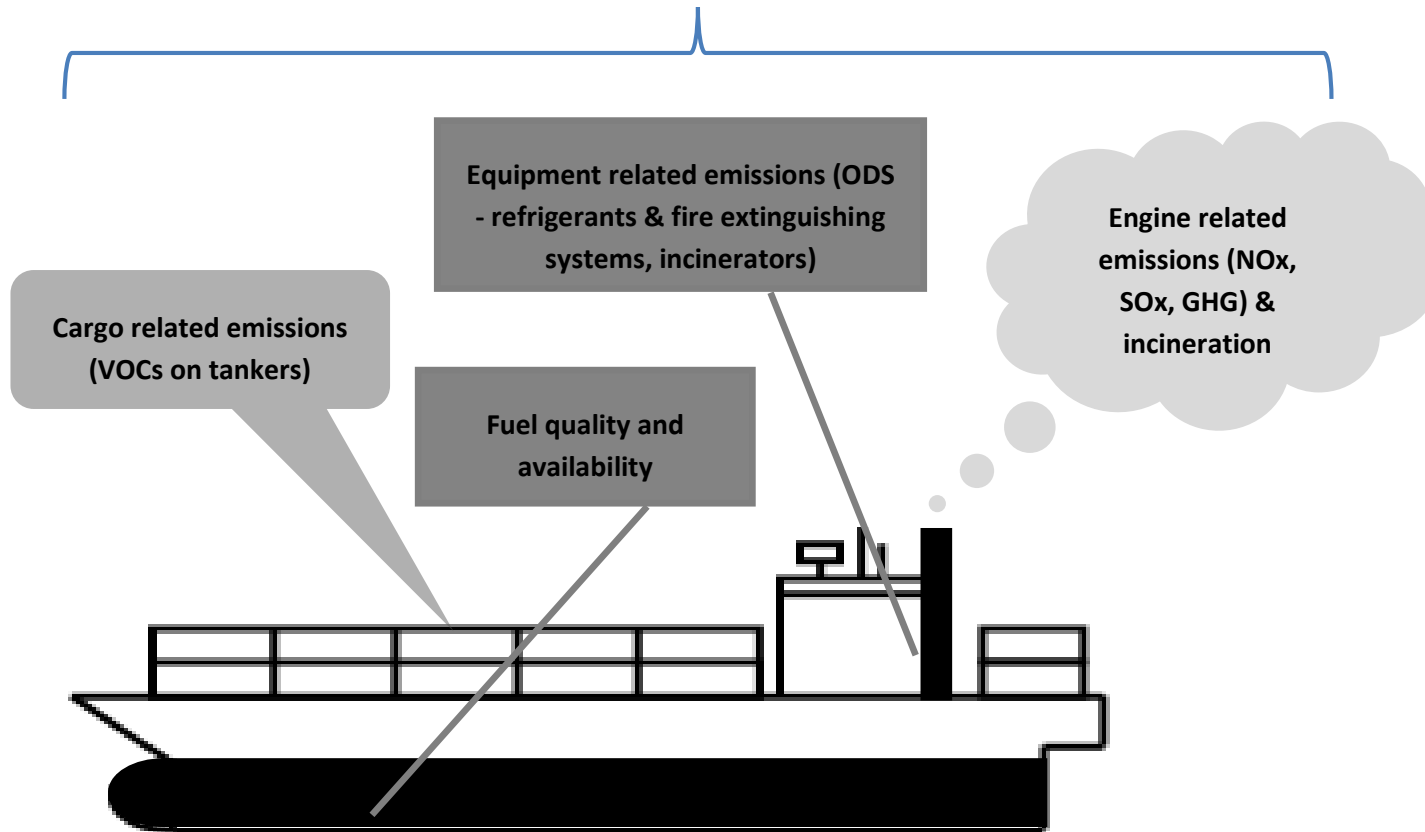 Equipment related emissions (ODS
- refrigerants & fire extinguishing
systems, incinerators)
Engine related
emissions (NOx,
SOx, GHG) &
incineration
Cargo related emissions
(VOCs on tankers)
Fuel quality and
availability